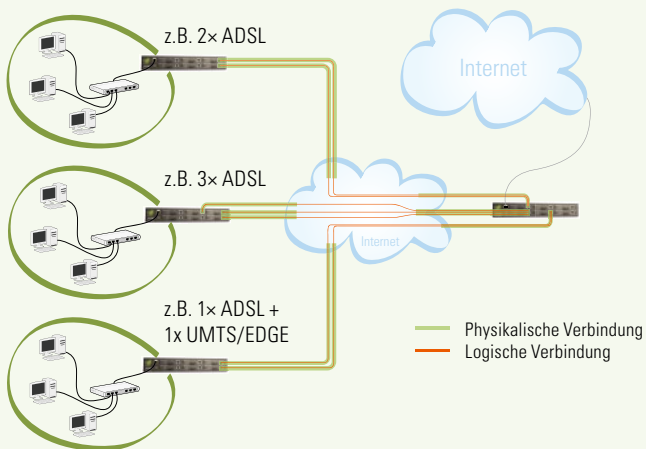 z.B. 2× ADSL
Internet
z.B. 3× ADSL
Internet
z.B. 1× ADSL +
1x UMTS/EDGE
Physikalische Verbindung
Logische Verbindung